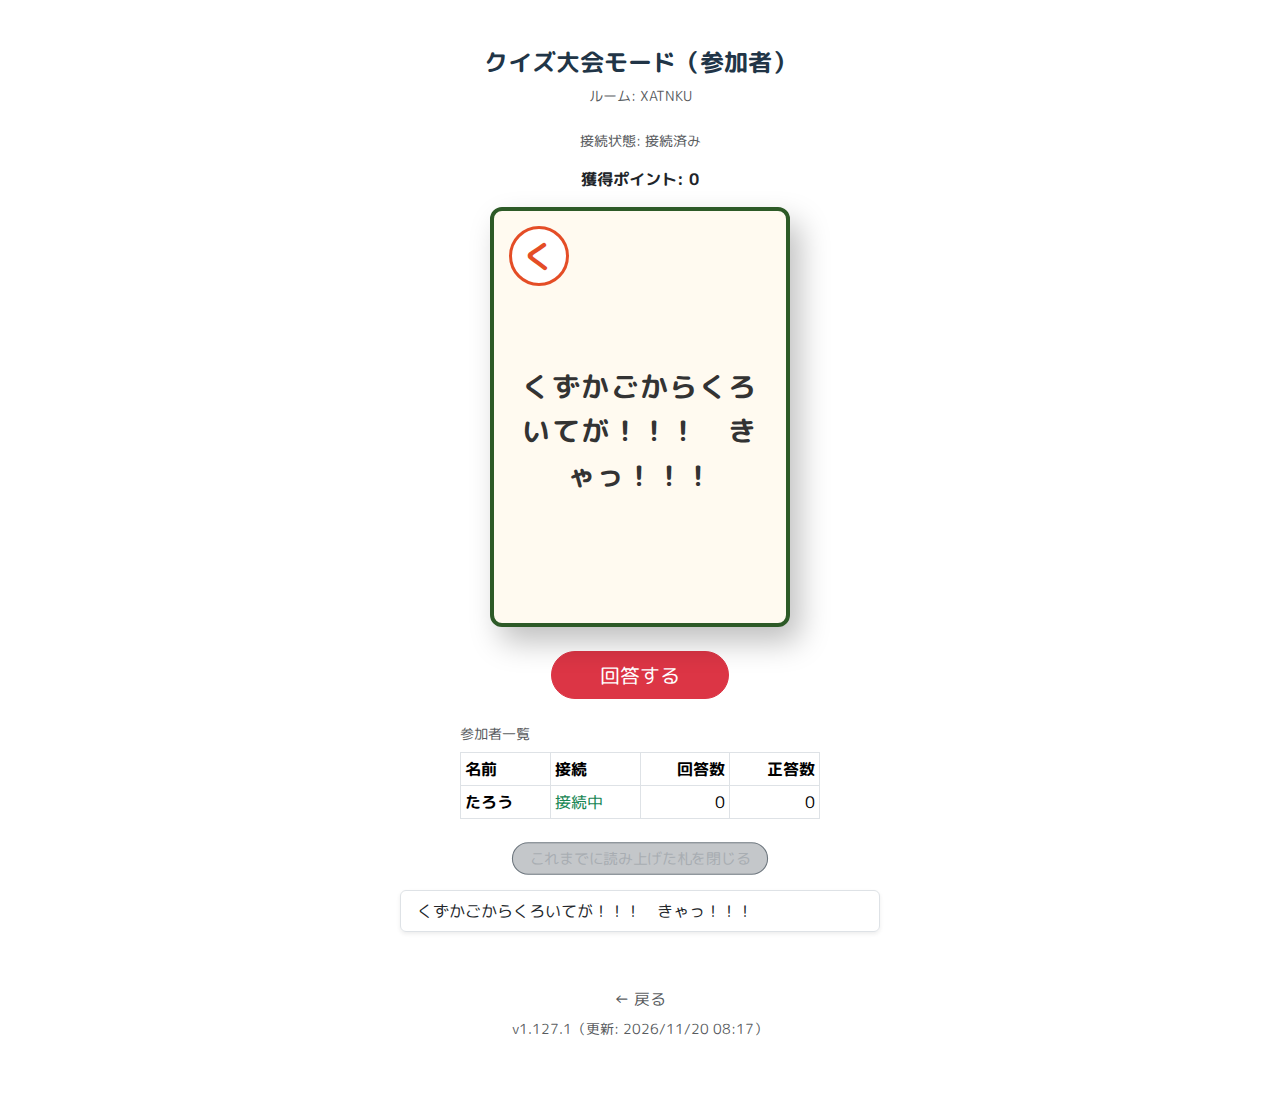 クイズ大会モード（参加者）
ルーム: XATNKU
接続状態: 接続済み
獲得ポイント: 0
く
くずかごからくろ
いてが！！！　き
ゃっ！！！
回答する
参加者一覧
名前 接続 回答数 正答数
たろう 接続中 0 0
これまでに読み上げた札を閉じる
くずかごからくろいてが！！！　きゃっ！！！
← 戻る
v1.127.1（更新: 2026/11/20 08:17）